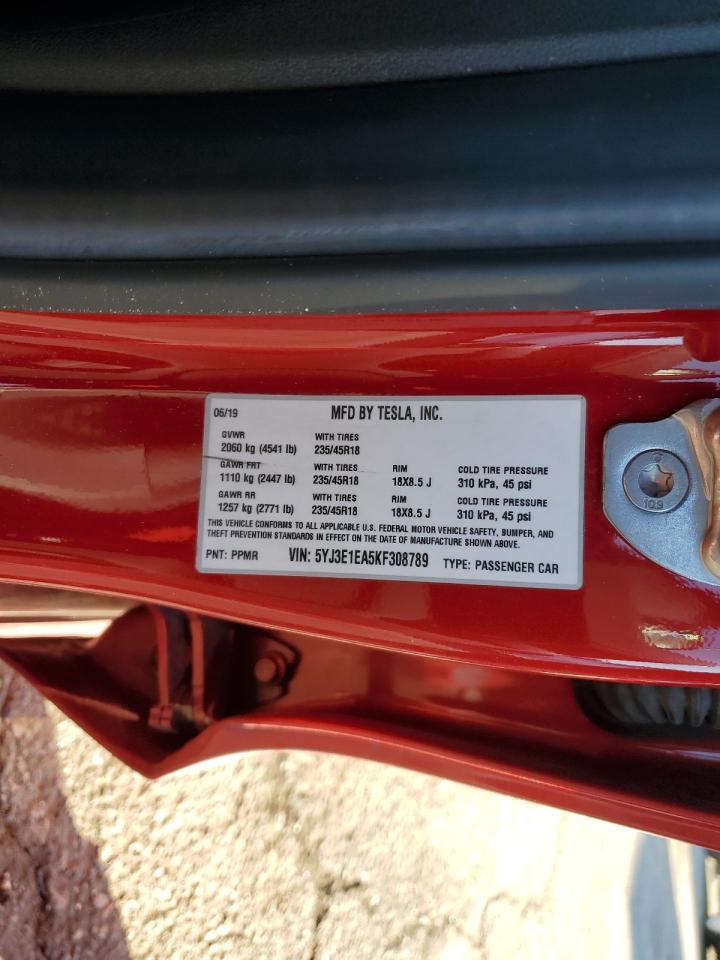 06/19 MFD BY TESLA, INC.
GVWR WITH TIRES
2060 kg (4541 lb) 235/45R18
GAWR FRT WITH TIRES RIM COLD TIRE PRESSURE
1110 kg (2447 lb) 235/45R18 18X8.5 J 310 kPa, 45 psi
GAWR RR WITH TIRES RIM COLD TIRE PRESSURE
1257 kg (2771 lb) 235/45R18 18X8.5 J 310 kPa, 45 psi
THIS VEHICLE CONFORMS TO ALL APPLICABLE U.S. FEDERAL MOTOR VEHICLE SAFETY, BUMPER, AND
THEFT PREVENTION STANDARDS IN EFFECT ON THE DATE OF MANUFACTURE SHOWN ABOVE.
PNT: PPMR VIN: 5YJ3E1EA5KF308789 TYPE: PASSENGER CAR
10.9